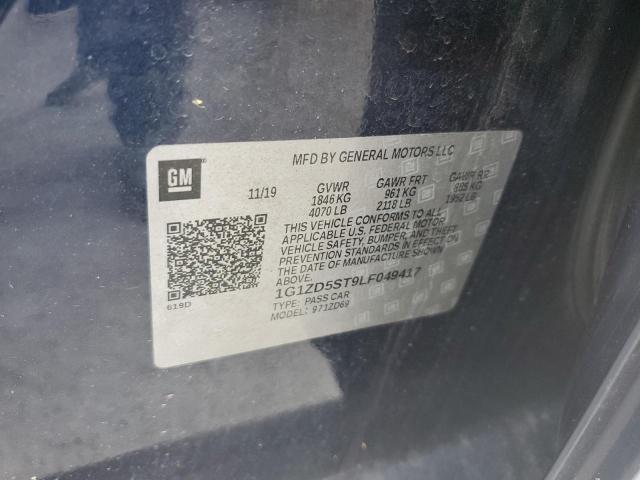 GM
MFD BY GENERAL MOTORS LLC
11/19
GVWR GAWR FRT GAWR RR
1846 KG 961 KG 885 KG
4070 LB 2118 LB 1952 LB
THIS VEHICLE CONFORMS TO ALL
APPLICABLE U.S. FEDERAL MOTOR
VEHICLE SAFETY, BUMPER, AND THEFT
PREVENTION STANDARDS IN EFFECT
ON THE DATE OF MANUFACTURE SHOWN
ABOVE.
1G1ZD5ST9LF049417
TYPE: PASS CAR
MODEL: 971ZD69
619D